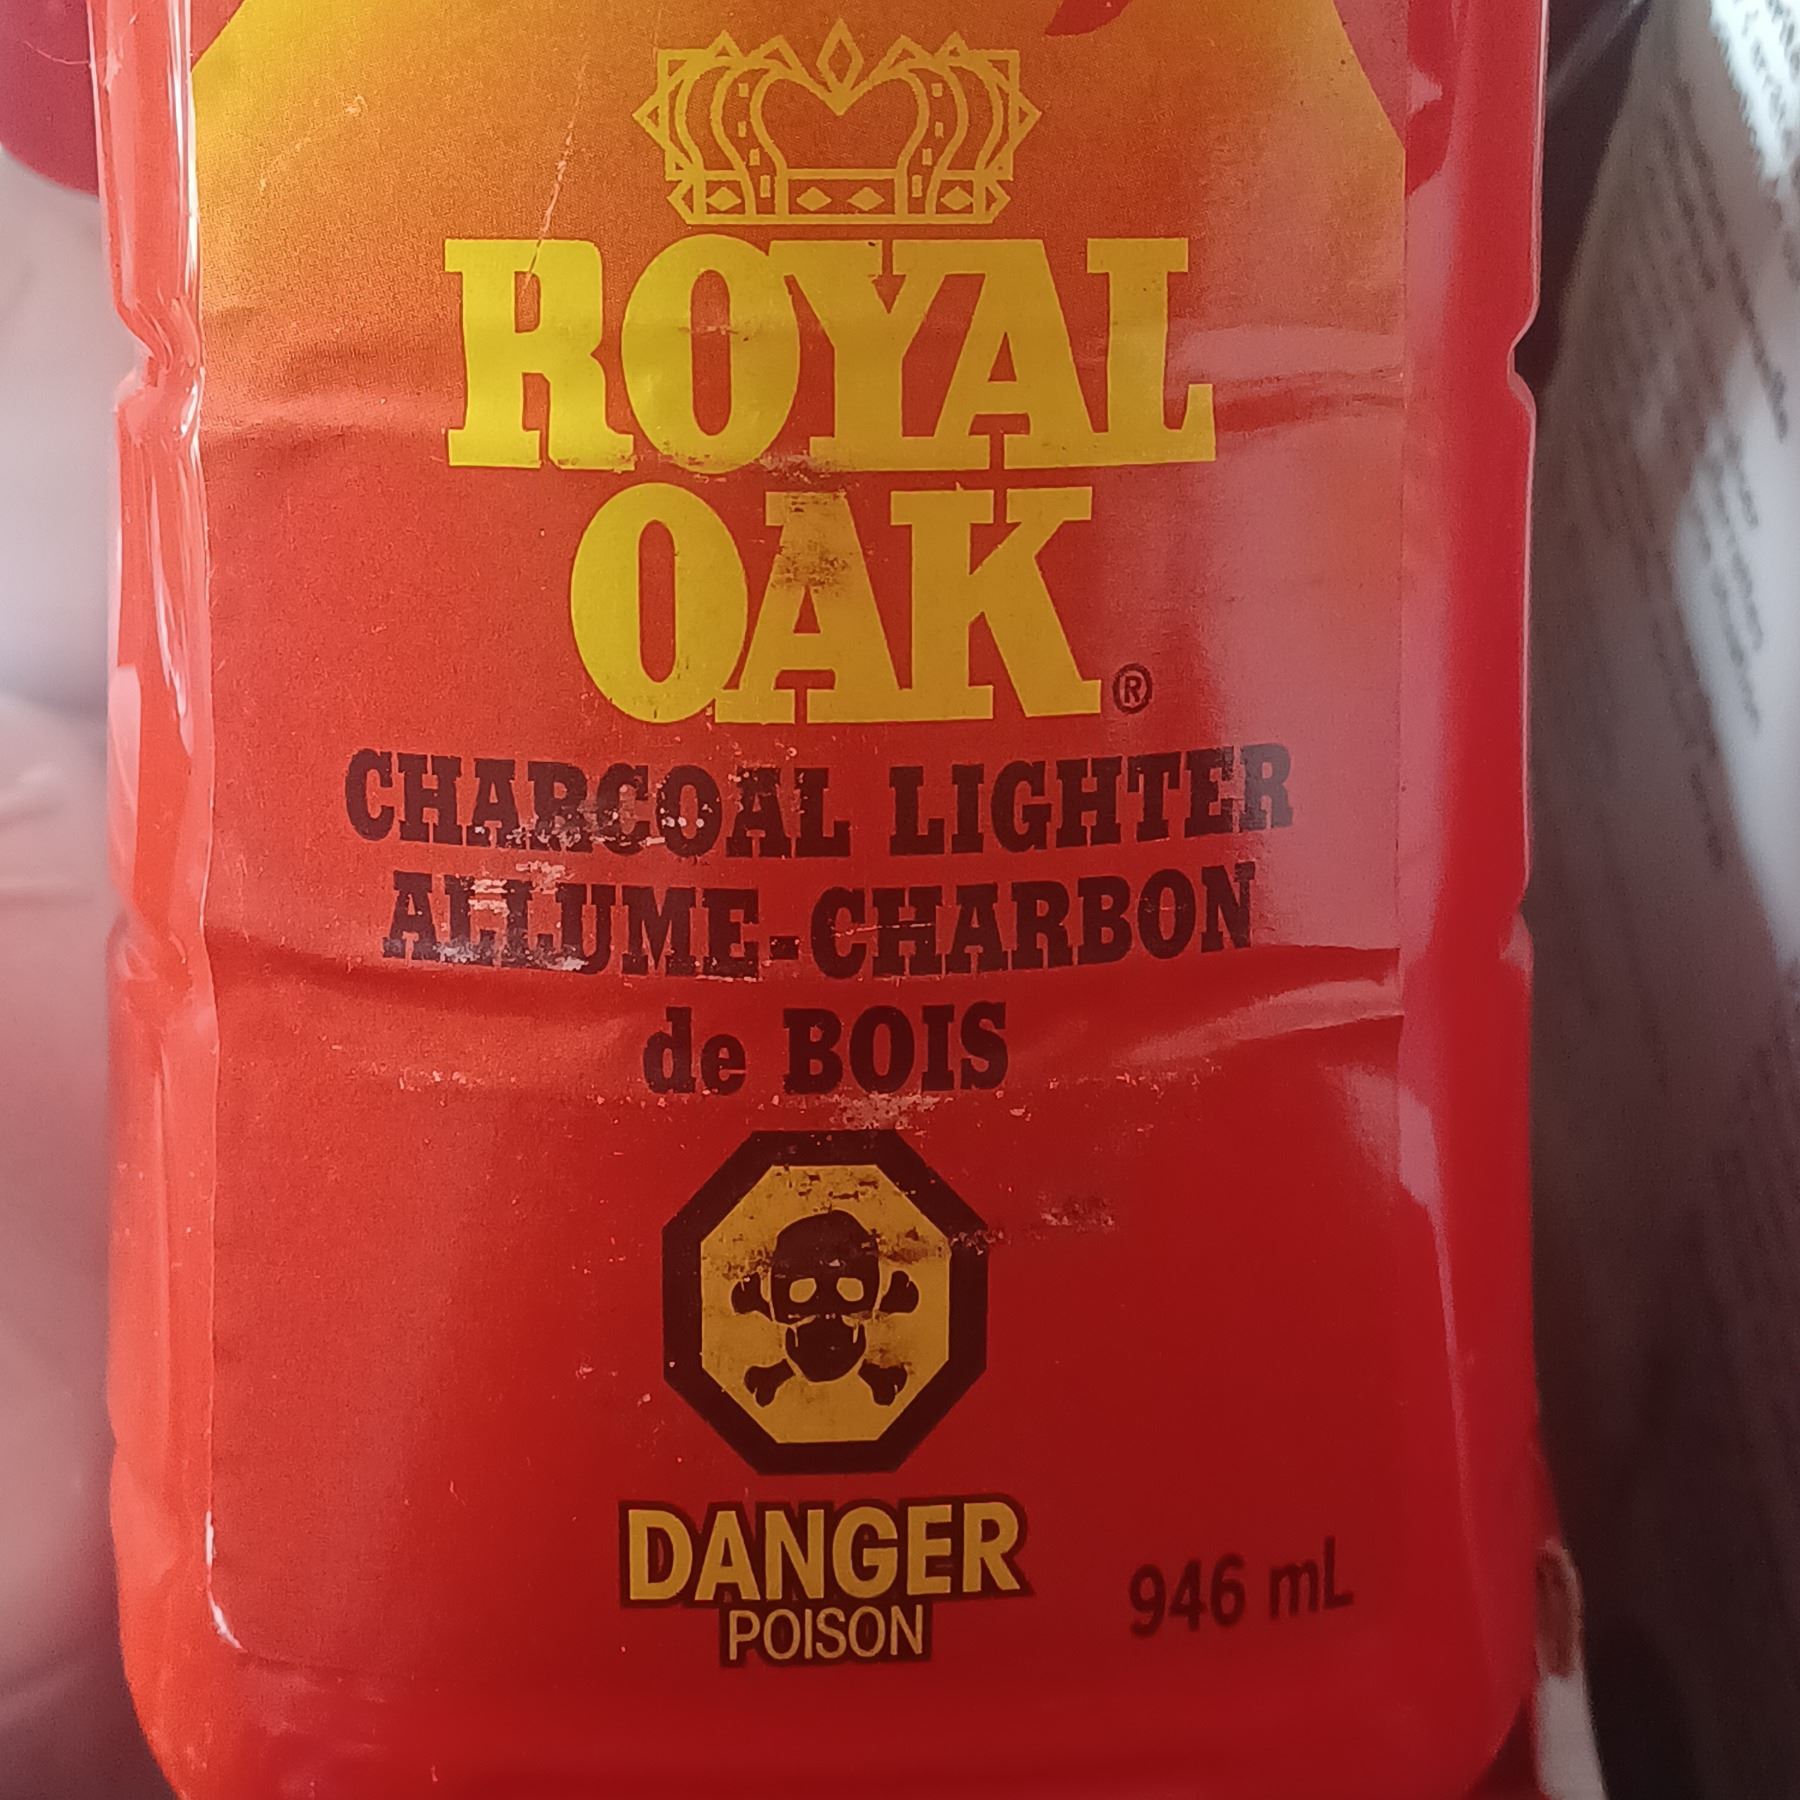 ROYAL
OAK®
CHARCOAL LIGHTER
ALLUME-CHARBON
de BOIS
DANGER
POISON
946 mL